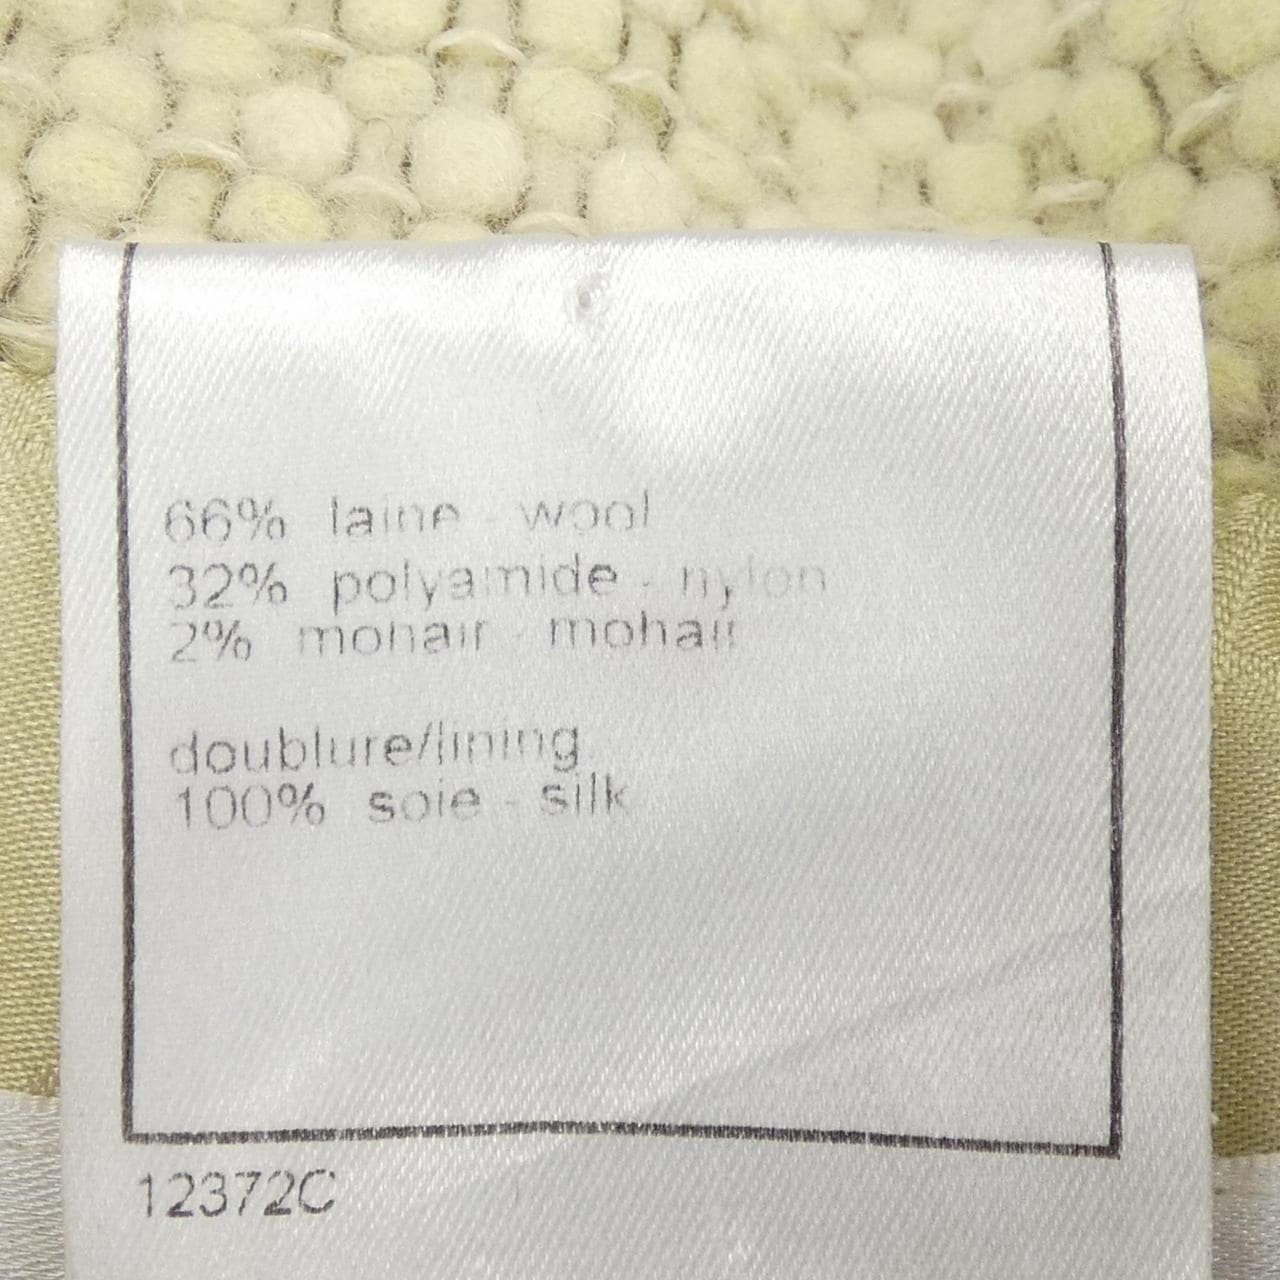 66% laine - wool
32% polyamide - nylon
2% mohair - mohair
doublure/lining
100% soie - silk
12372C